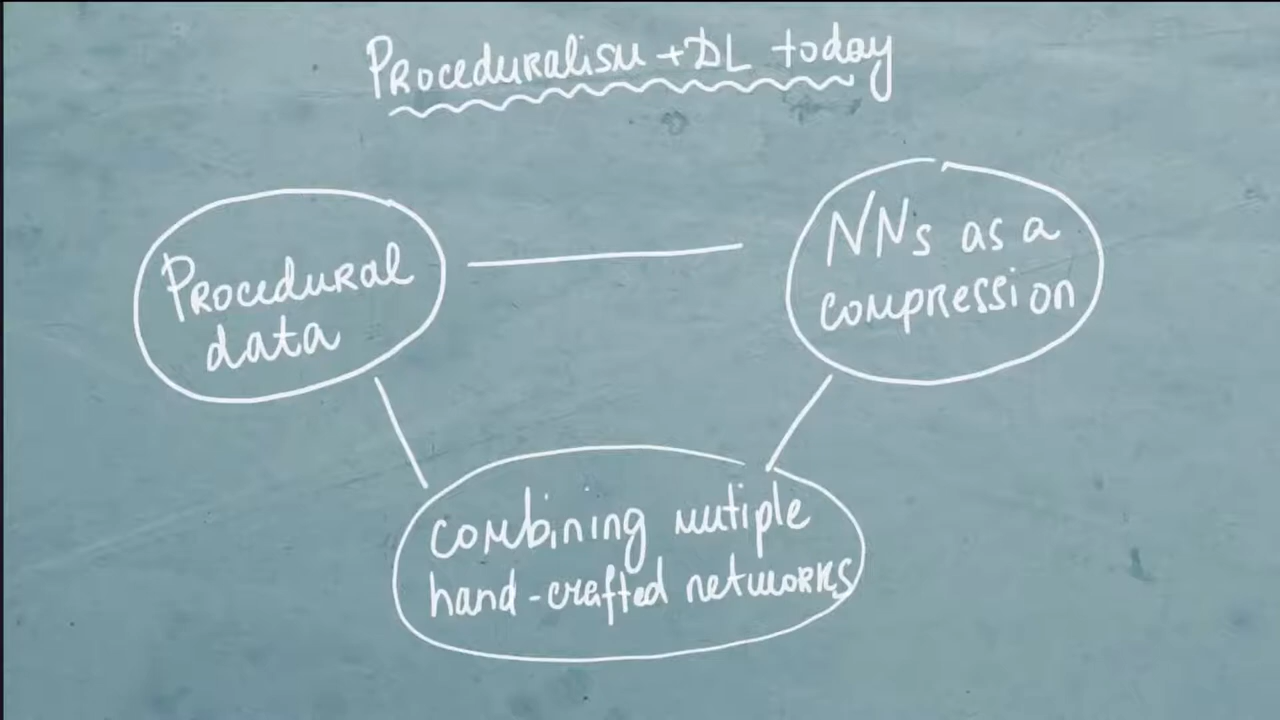 Proceduralism + DL today
Procedural
data
NNs as a
compression
combining mutiple
hand-crafted networks